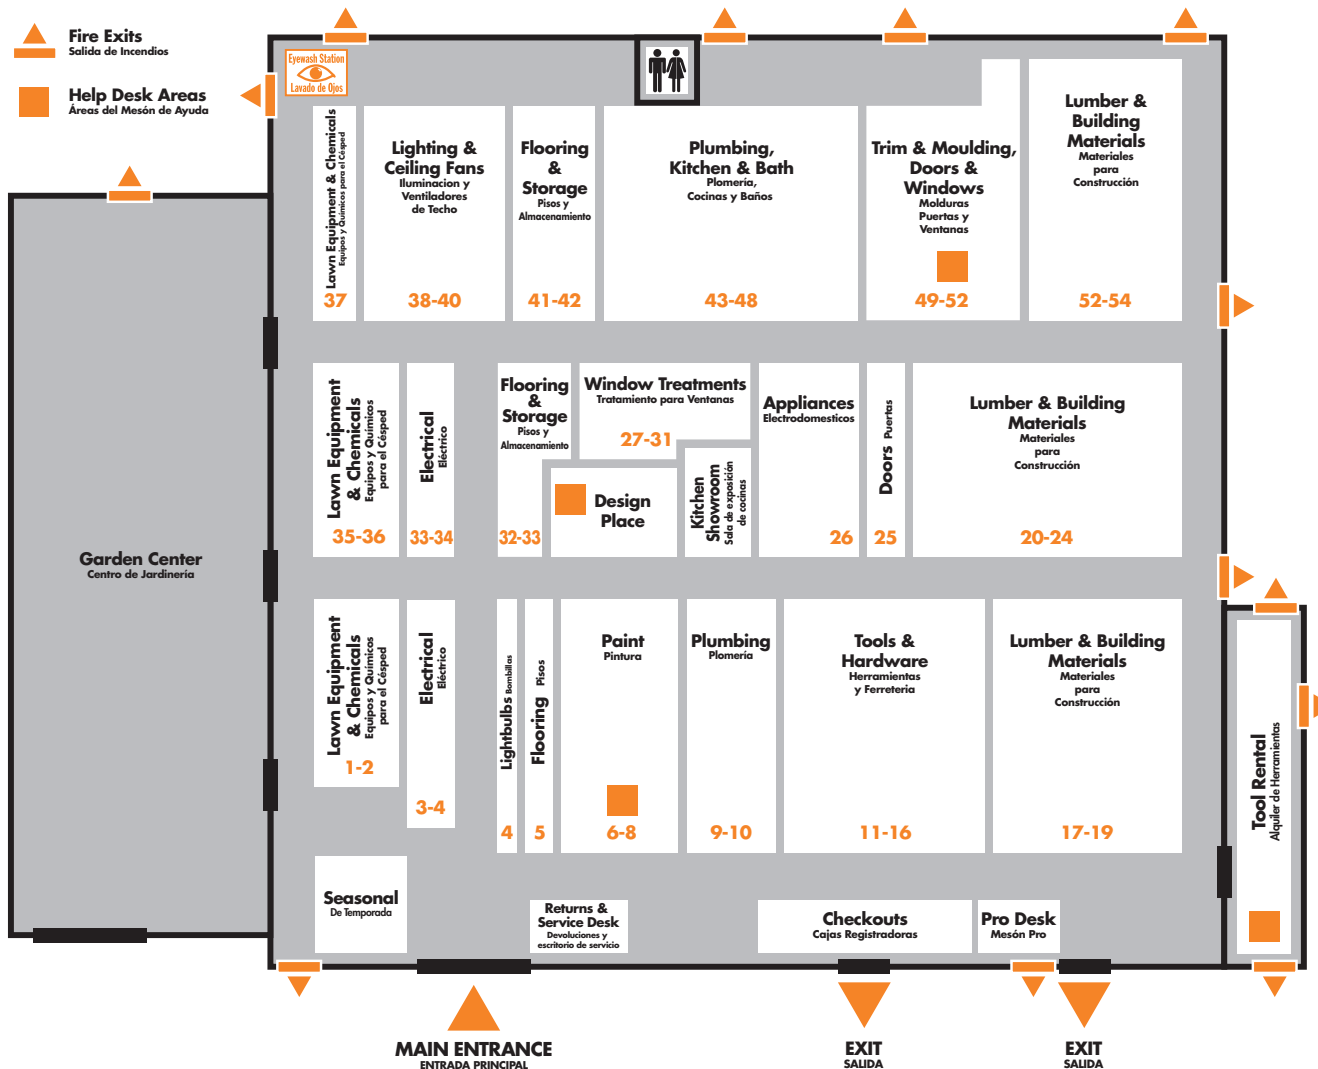 Fire Exits
Salida de Incendios
Help Desk Areas
Áreas del Mesón de Ayuda
Eyewash Station
Lavado de Ojos
Lawn Equipment & Chemicals
Equipos y Químicos para el Césped
37
Lighting &
Ceiling Fans
Iluminacion y
Ventiladores
de Techo
38-40
Flooring
&
Storage
Pisos y
Almacenamiento
41-42
Plumbing,
Kitchen & Bath
Plomería,
Cocinas y Baños
43-48
Trim & Moulding,
Doors &
Windows
Molduras
Puertas y
Ventanas
49-52
Lumber &
Building
Materials
Materiales
para
Construcción
52-54
Lawn Equipment
& Chemicals
Equipos y Químicos
para el Césped
35-36
Electrical
Eléctrico
33-34
Flooring
&
Storage
Pisos y
Almacenamiento
32-33
Window Treatments
Tratamiento para Ventanas
27-31
Design
Place
Kitchen
Showroom
Sala de exposición
de cocinas
Appliances
Electrodomesticos
26
Doors Puertas
25
Lumber & Building
Materials
Materiales
para
Construcción
20-24
Garden Center
Centro de Jardinería
Lawn Equipment
& Chemicals
Equipos y Químicos
para el Césped
1-2
Electrical
Eléctrico
3-4
Lightbulbs Bombillas
4
Flooring Pisos
5
Paint
Pintura
6-8
Plumbing
Plomería
9-10
Tools &
Hardware
Herramientas
y Ferreteria
11-16
Lumber & Building
Materials
Materiales
para
Construcción
17-19
Tool Rental
Alquiler de Herramientas
Seasonal
De Temporada
Returns &
Service Desk
Devoluciones y
escritorio de servicio
Checkouts
Cajas Registradoras
Pro Desk
Mesón Pro
MAIN ENTRANCE
ENTRADA PRINCIPAL
EXIT
SALIDA
EXIT
SALIDA